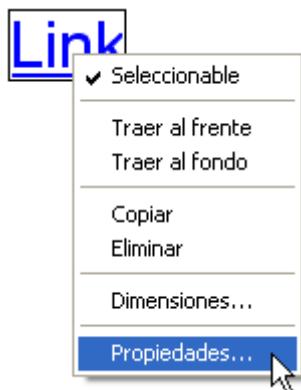 Link
Seleccionable
Traer al frente
Traer al fondo
Copiar
Eliminar
Dimensiones...
Propiedades...